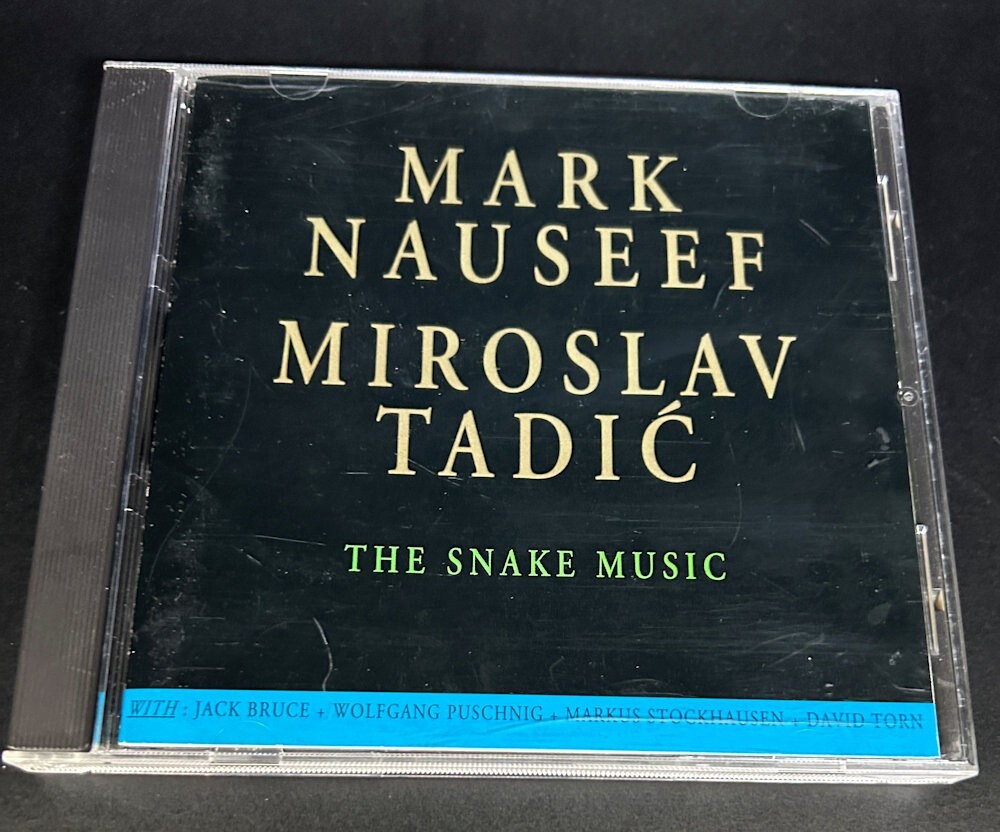 MARK
NAUSEEF
MIROSLAV
TADIĆ
THE SNAKE MUSIC
WITH : JACK BRUCE + WOLFGANG PUSCHNIG + MARKUS STOCKHAUSEN + DAVID TORN